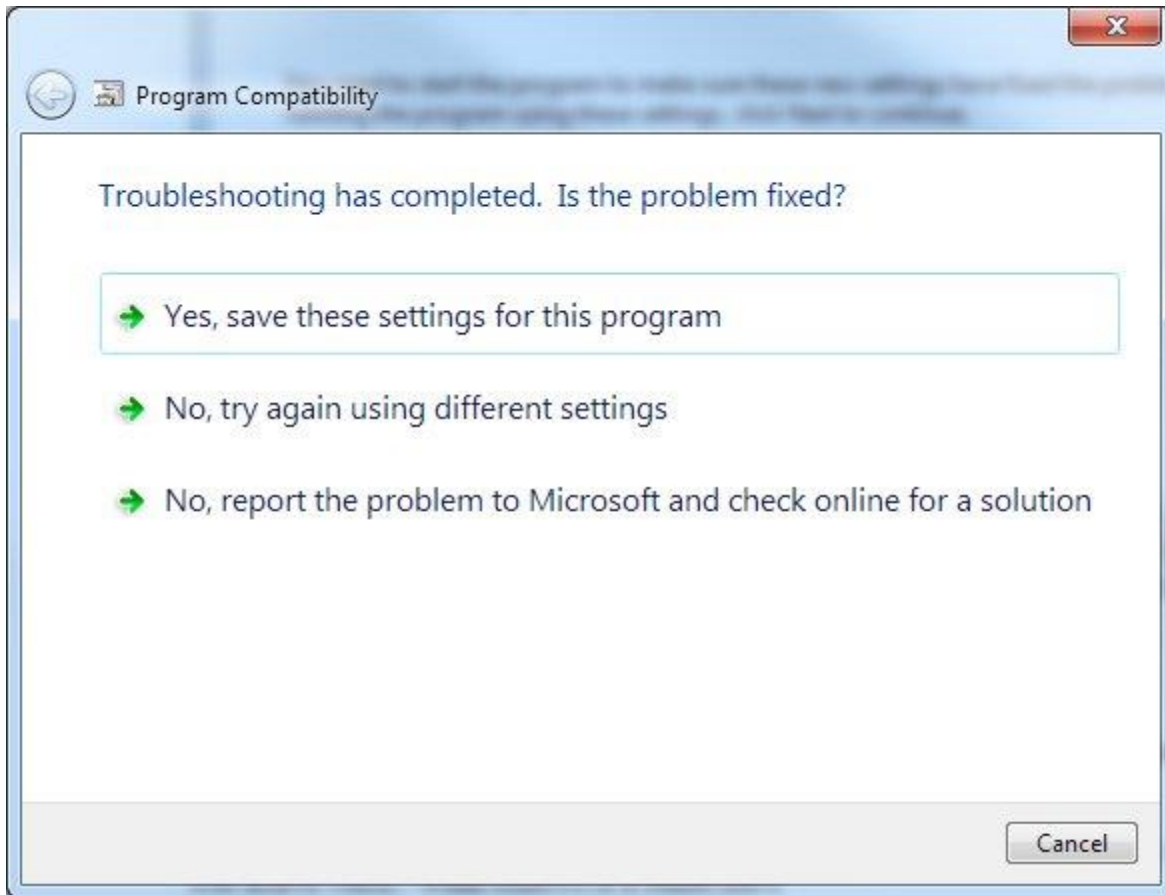 Program Compatibility
Troubleshooting has completed. Is the problem fixed?
Yes, save these settings for this program
No, try again using different settings
No, report the problem to Microsoft and check online for a solution
Cancel